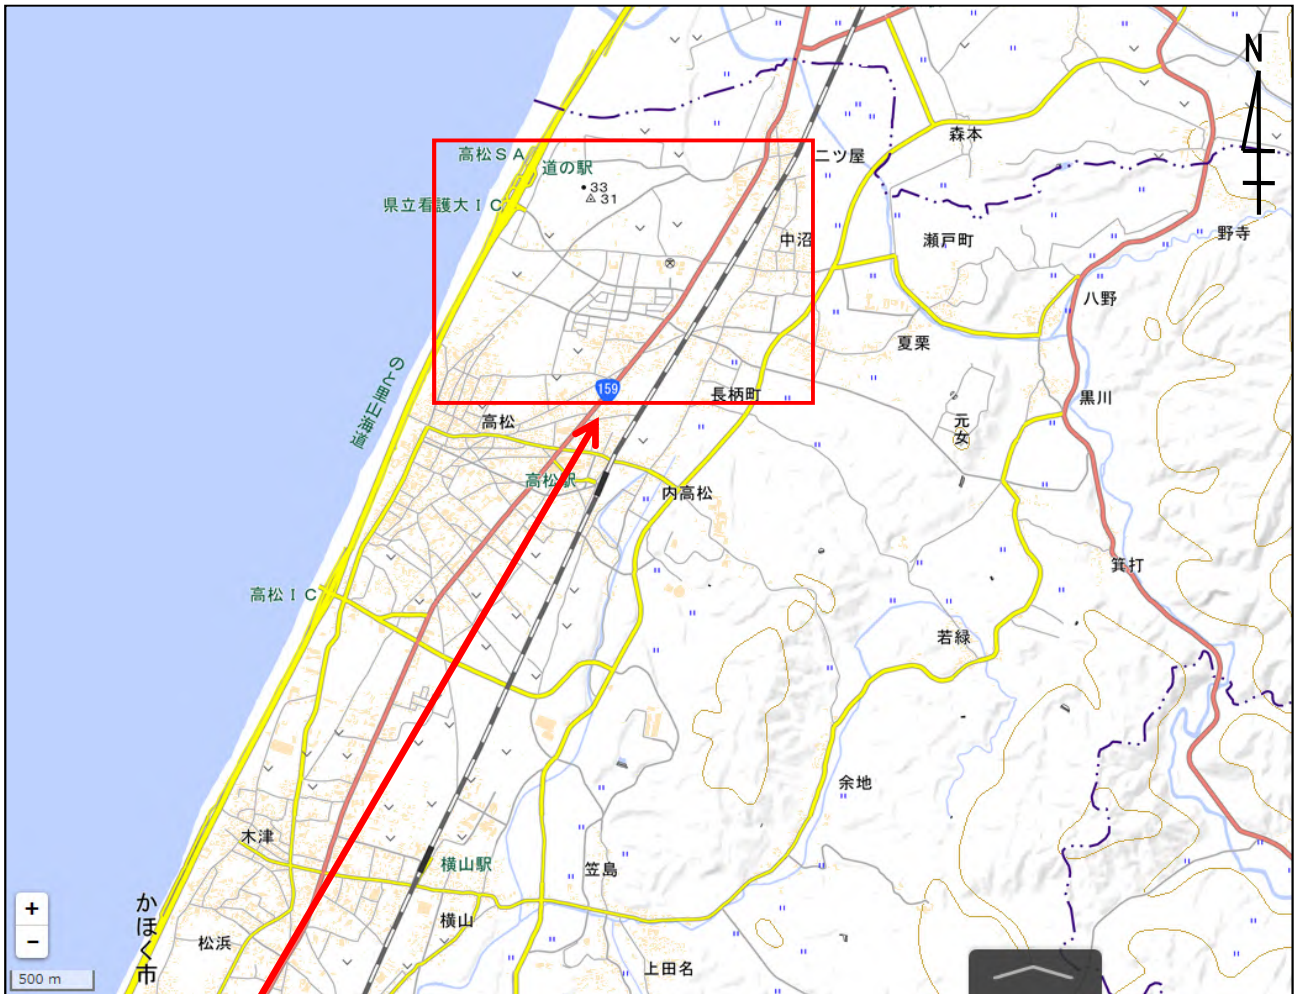 N
森本
二ツ屋
高松ＳＡ
道の駅
33
31
県立看護大ＩＣ
中沼
瀬戸町
野寺
八野
夏栗
のと里山海道
159
長柄町
黒川
高松
元女
高松駅
内高松
箕打
高松ＩＣ
若緑
余地
木津
横山駅
笠島
かほく市
+
−
横山
松浜
上田名
500 m